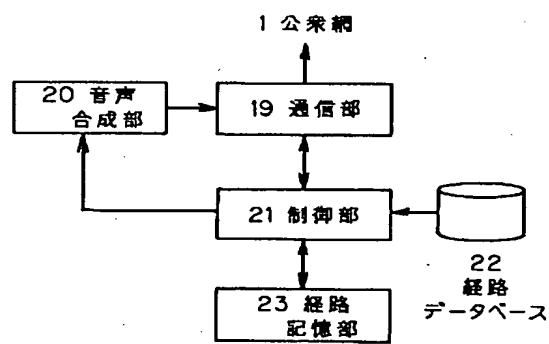 1 公衆網
20 音声
合成部
19 通信部
21 制御部
22
経路
データベース
23 経路
記憶部